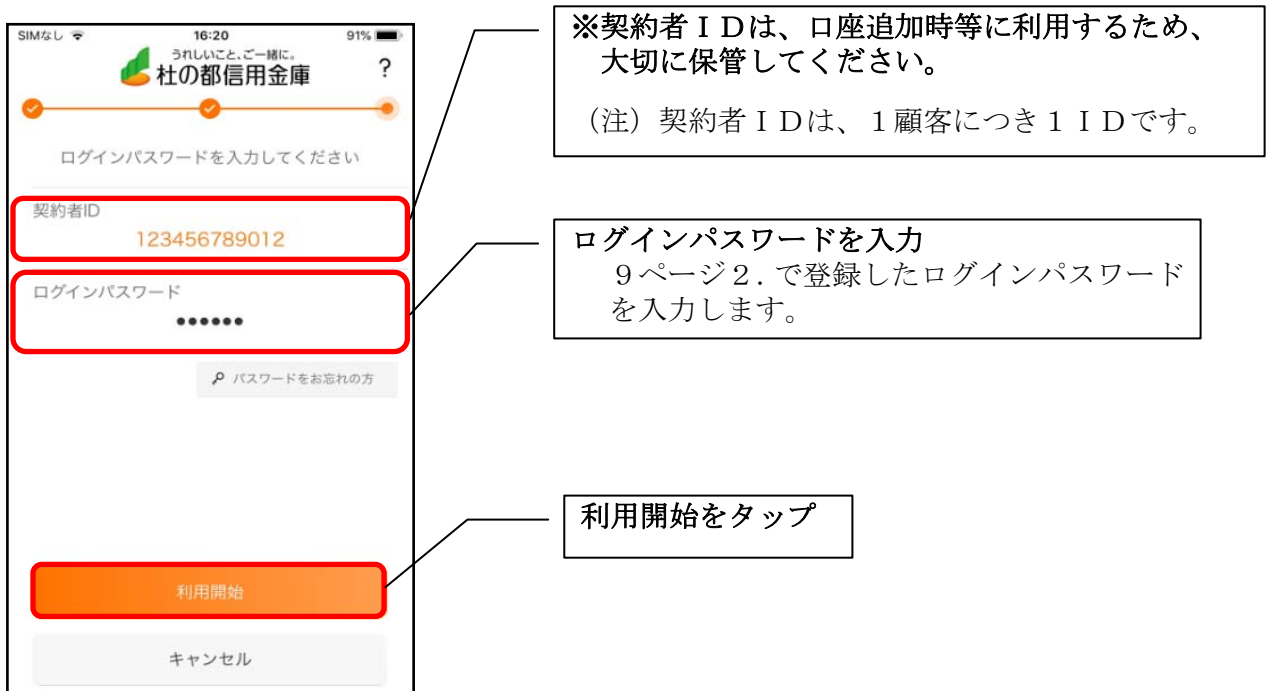 SIMなし 16:20 91%
うれしいこと、ご一緒に。
杜の都信用金庫
?
ログインパスワードを入力してください
契約者ID
123456789012
ログインパスワード
••••••
パスワードをお忘れの方
利用開始
キャンセル
※契約者ＩＤは、口座追加時等に利用するため、
大切に保管してください。
（注）契約者ＩＤは、１顧客につき１ＩＤです。
ログインパスワードを入力
９ページ２.で登録したログインパスワード
を入力します。
利用開始をタップ